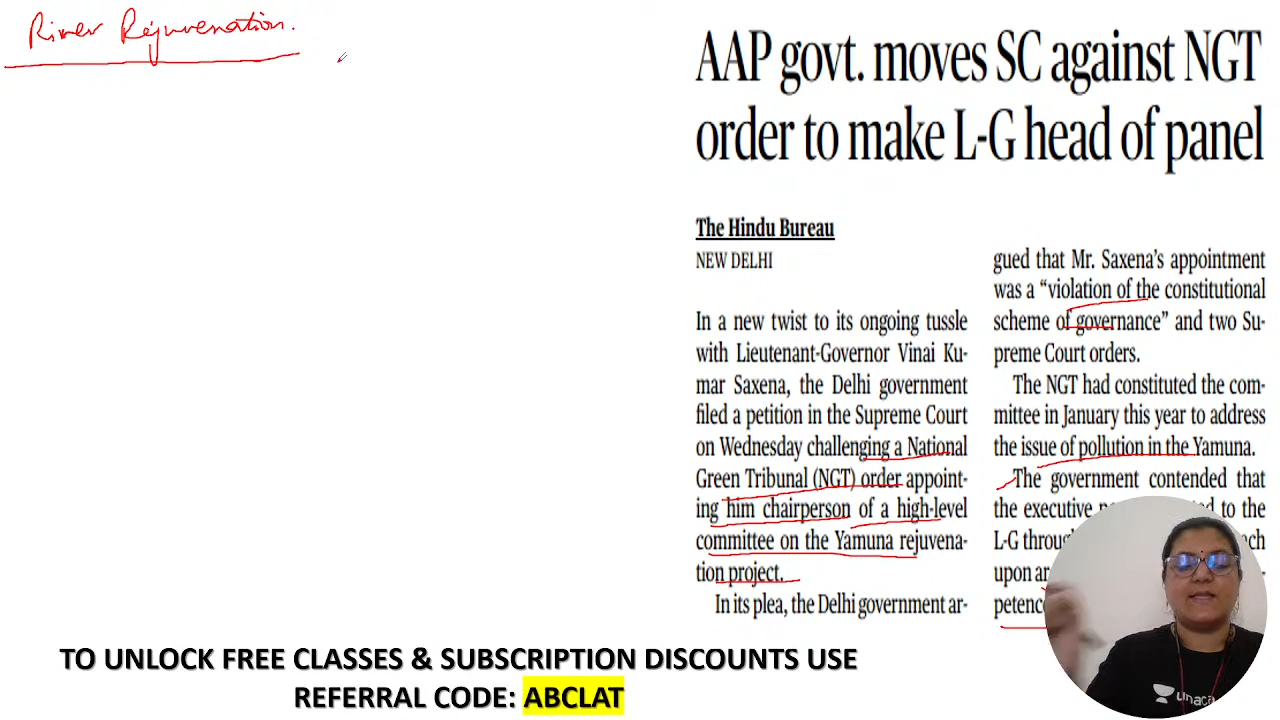 River Rejuvenation.
AAP govt. moves SC against NGT
order to make L-G head of panel
The Hindu Bureau
NEW DELHI
In a new twist to its ongoing tussle
with Lieutenant-Governor Vinai Ku-
mar Saxena, the Delhi government
filed a petition in the Supreme Court
on Wednesday challenging a National
Green Tribunal (NGT) order appoint-
ing him chairperson of a high-level
committee on the Yamuna rejuvena-
tion project.
In its plea, the Delhi government ar-
gued that Mr. Saxena's appointment
was a “violation of the constitutional
scheme of governance” and two Su-
preme Court orders.
The NGT had constituted the com-
mittee in January this year to address
the issue of pollution in the Yamuna.
The government contended that
the executive to the
L-G
upon
TO UNLOCK FREE CLASSES & SUBSCRIPTION DISCOUNTS USE
REFERRAL CODE: ABCLAT